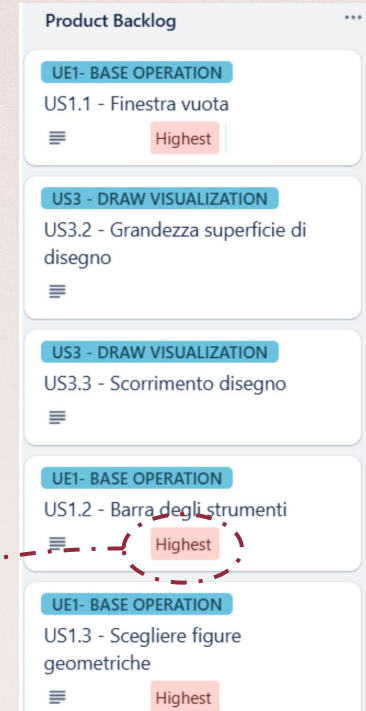 Product Backlog
UE1- BASE OPERATION
US1.1 - Finestra vuota
Highest
US3 - DRAW VISUALIZATION
US3.2 - Grandezza superficie di
disegno
US3 - DRAW VISUALIZATION
US3.3 - Scorrimento disegno
UE1- BASE OPERATION
US1.2 - Barra degli strumenti
Highest
UE1- BASE OPERATION
US1.3 - Scegliere figure
geometriche
Highest